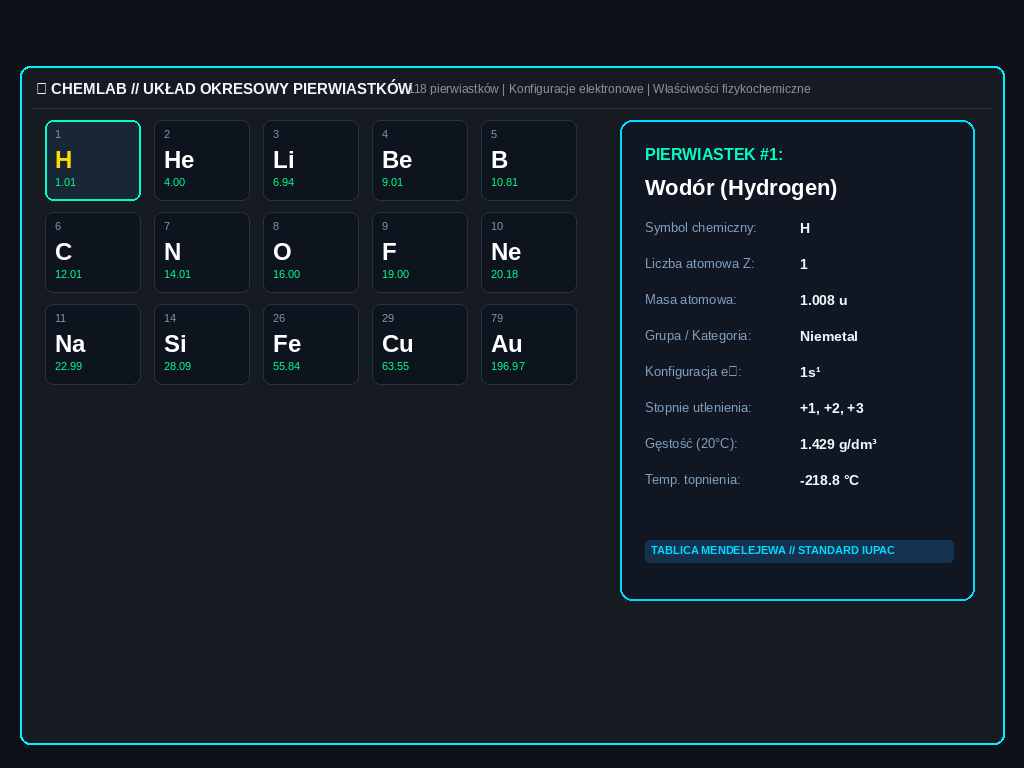 CHEMLAB // UKŁAD OKRESOWY PIERWIASTKÓW 118 pierwiastków | Konfiguracje elektronowe | Właściwości fizykochemiczne
1 2 3 4 5
H He Li Be B
1.01 4.00 6.94 9.01 10.81
6 7 8 9 10
C N O F Ne
12.01 14.01 16.00 19.00 20.18
11 14 26 29 79
Na Si Fe Cu Au
22.99 28.09 55.84 63.55 196.97
PIERWIASTEK #1:
Wodór (Hydrogen)
Symbol chemiczny: H
Liczba atomowa Z: 1
Masa atomowa: 1.008 u
Grupa / Kategoria: Niemetal
Konfiguracja e□: 1s¹
Stopnie utlenienia: +1, +2, +3
Gęstość (20°C): 1.429 g/dm³
Temp. topnienia: -218.8 °C
TABLICA MENDELEJEWA // STANDARD IUPAC